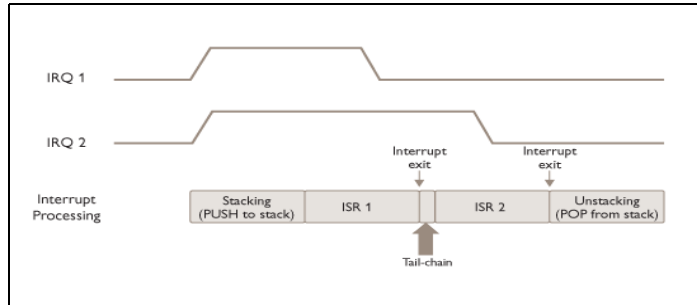 IRQ 1
IRQ 2
Interrupt
exit
Interrupt
exit
Interrupt
Processing
Stacking
(PUSH to stack)
ISR 1
ISR 2
Unstacking
(POP from stack)
Tail-chain